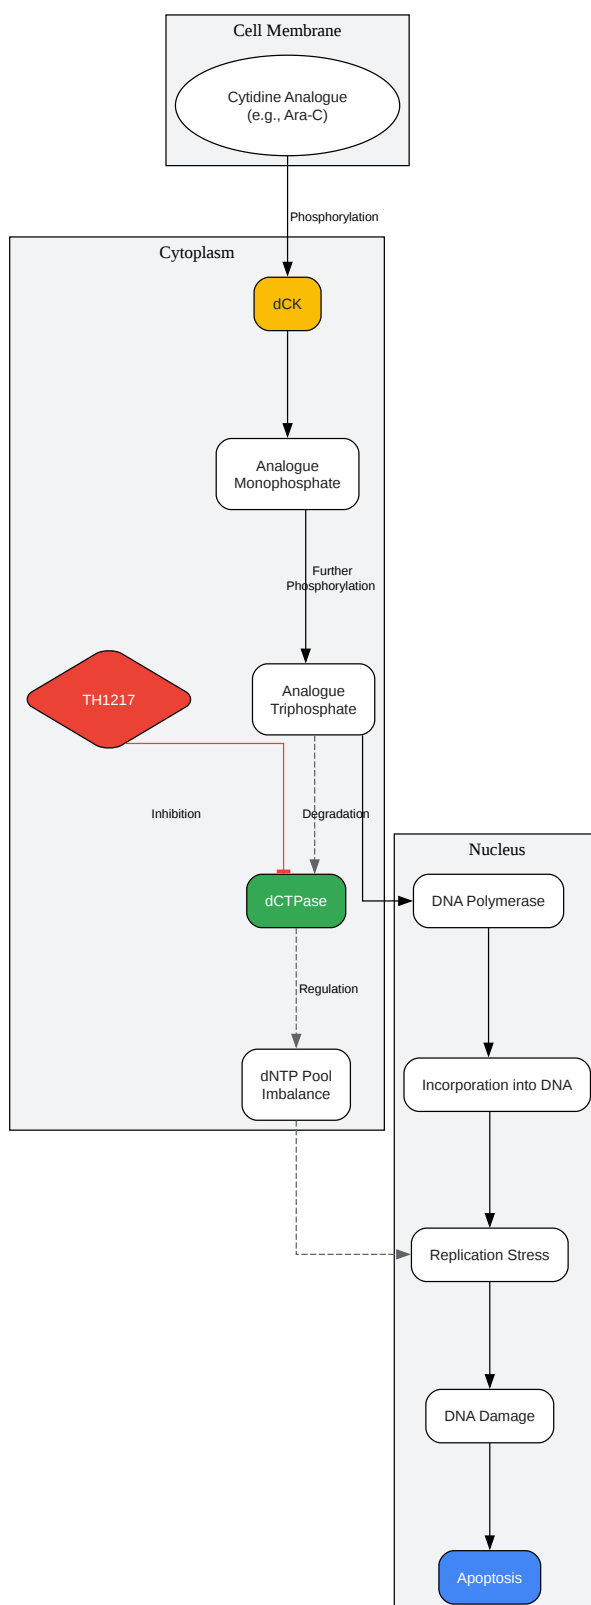 Cell Membrane
Cytidine Analogue
(e.g., Ara-C)
Phosphorylation
Cytoplasm
dCK
Analogue
Monophosphate
Further
Phosphorylation
TH1217
Analogue
Triphosphate
Inhibition
Degradation
Nucleus
dCTPase
DNA Polymerase
Regulation
dNTP Pool
Imbalance
Incorporation into DNA
Replication Stress
DNA Damage
Apoptosis